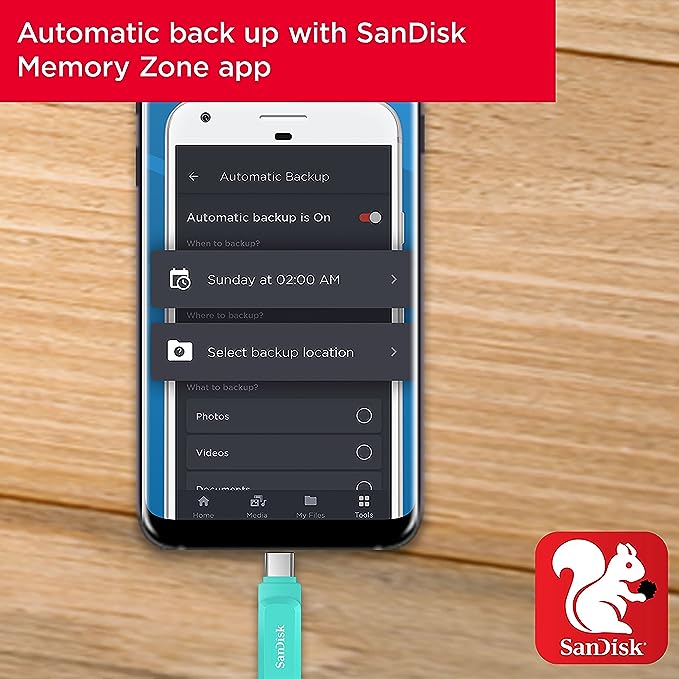 Automatic back up with SanDisk
Memory Zone app
Automatic Backup
Automatic backup is On
When to backup?
Sunday at 02:00 AM
Where to backup?
Select backup location
What to backup?
Photos
Videos
Documents
Home Media My Files Tools
SanDisk
SanDisk®